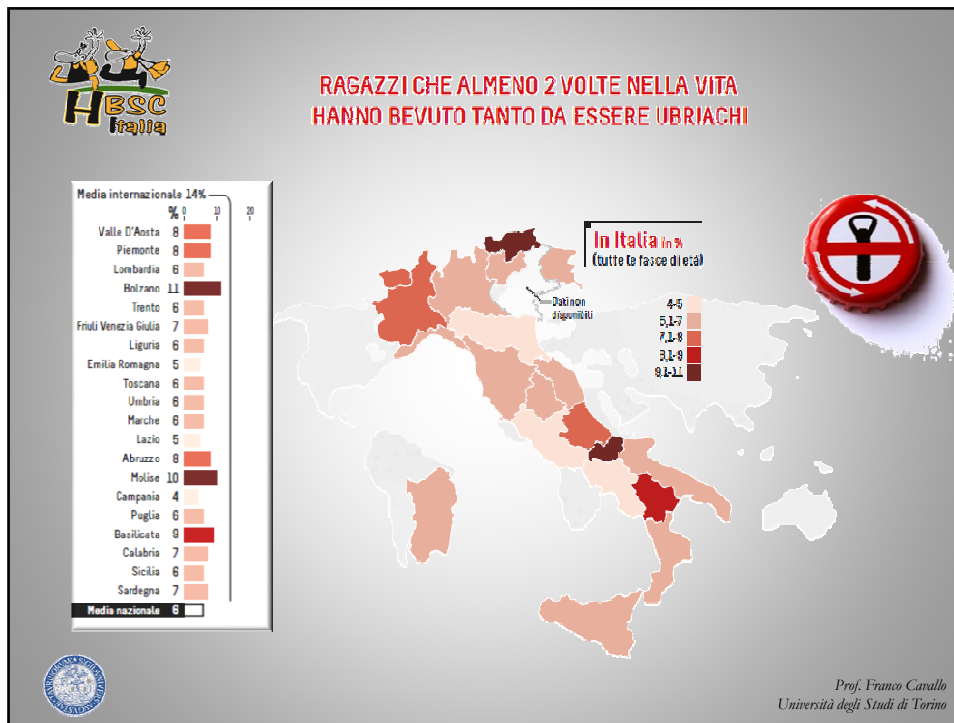 HBSC
Italia
RAGAZZI CHE ALMENO 2 VOLTE NELLA VITA
HANNO BEVUTO TANTO DA ESSERE UBRIACHI
Media internazionale 14%
% 0 10 20
Valle D'Aosta 8
Piemonte 8
Lombardia 6
Bolzano 11
Trento 6
Friuli Venezia Giulia 7
Liguria 6
Emilia Romagna 5
Toscana 6
Umbria 6
Marche 6
Lazio 5
Abruzzo 8
Molise 10
Campania 4
Puglia 6
Basilicata 9
Calabria 7
Sicilia 6
Sardegna 7
Media nazionale 6
In Italia in %
(tutte le fasce di età)
Dati non
disponibili
4-5
5,1-7
7,1-8
8,1-9
9,1-11
Prof. Franco Cavallo
Università degli Studi di Torino